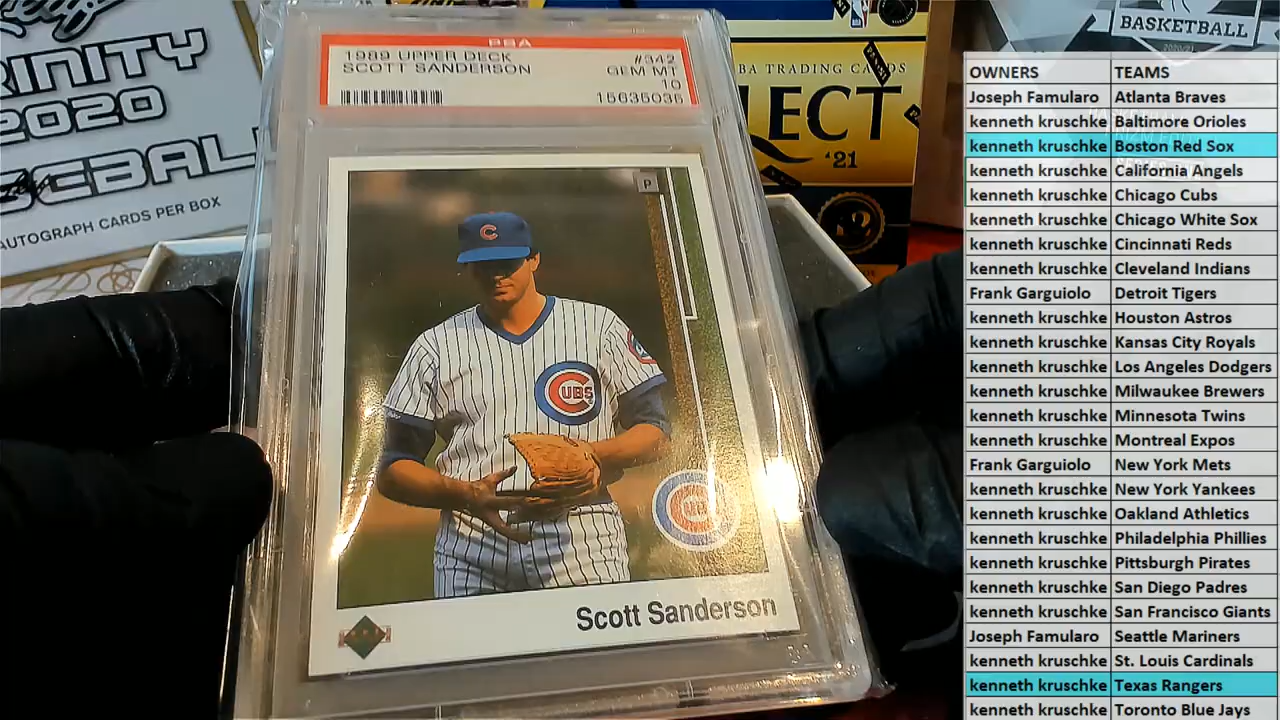 RINITY
2020
AUTOGRAPH CARDS PER BOX
PSA
1989 UPPER DECK #342
SCOTT SANDERSON GEM MT
10
15635035
P
C
CUBS
Scott Sanderson
TRADING CARDS
'21
BASKETBALL
2020/21
OWNERS TEAMS
Joseph Famularo Atlanta Braves
kenneth kruschke Baltimore Orioles
kenneth kruschke Boston Red Sox
kenneth kruschke California Angels
kenneth kruschke Chicago Cubs
kenneth kruschke Chicago White Sox
kenneth kruschke Cincinnati Reds
kenneth kruschke Cleveland Indians
Frank Garguiolo Detroit Tigers
kenneth kruschke Houston Astros
kenneth kruschke Kansas City Royals
kenneth kruschke Los Angeles Dodgers
kenneth kruschke Milwaukee Brewers
kenneth kruschke Minnesota Twins
kenneth kruschke Montreal Expos
Frank Garguiolo New York Mets
kenneth kruschke New York Yankees
kenneth kruschke Oakland Athletics
kenneth kruschke Philadelphia Phillies
kenneth kruschke Pittsburgh Pirates
kenneth kruschke San Diego Padres
kenneth kruschke San Francisco Giants
Joseph Famularo Seattle Mariners
kenneth kruschke St. Louis Cardinals
kenneth kruschke Texas Rangers
kenneth kruschke Toronto Blue Jays